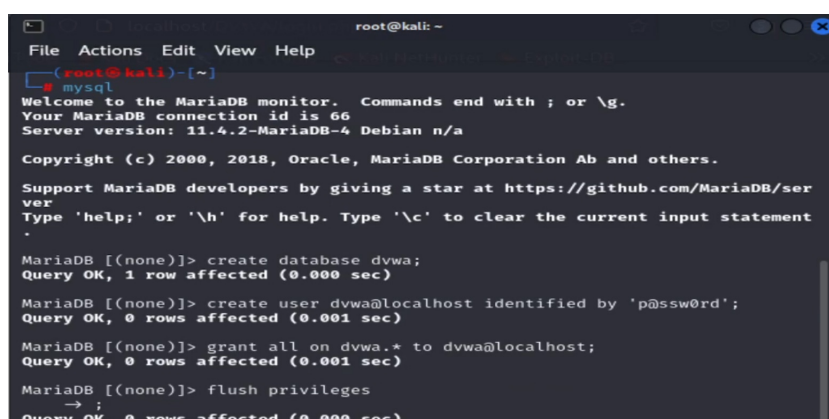 root@kali: ~
File Actions Edit View Help
(root㉿kali)-[~]
# mysql
Welcome to the MariaDB monitor. Commands end with ; or \g.
Your MariaDB connection id is 66
Server version: 11.4.2-MariaDB-4 Debian n/a
Copyright (c) 2000, 2018, Oracle, MariaDB Corporation Ab and others.
Support MariaDB developers by giving a star at https://github.com/MariaDB/ser
ver
Type 'help;' or '\h' for help. Type '\c' to clear the current input statement
.
MariaDB [(none)]> create database dvwa;
Query OK, 1 row affected (0.000 sec)
MariaDB [(none)]> create user dvwa@localhost identified by 'p@ssw0rd';
Query OK, 0 rows affected (0.001 sec)
MariaDB [(none)]> grant all on dvwa.* to dvwa@localhost;
Query OK, 0 rows affected (0.001 sec)
MariaDB [(none)]> flush privileges
→ ;
Query OK, 0 rows affected (0.000 sec)